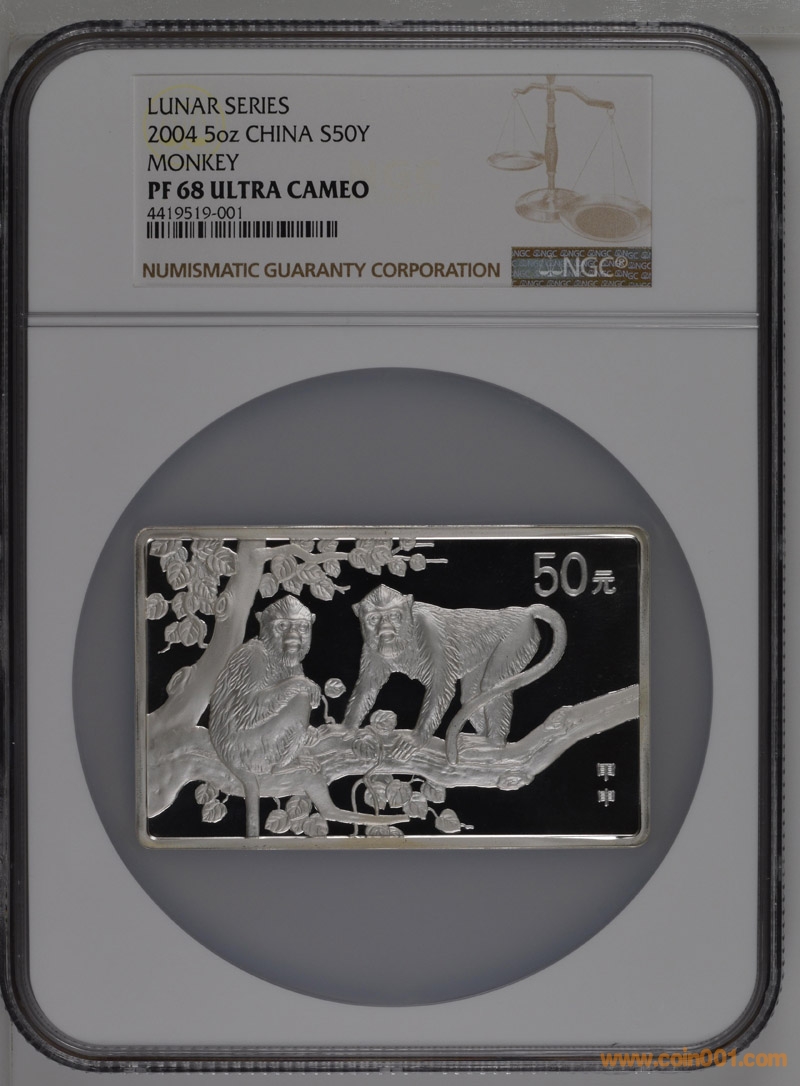 LUNAR SERIES
2004 5oz CHINA S50Y
MONKEY
PF 68 ULTRA CAMEO
4419519-001
NUMISMATIC GUARANTY CORPORATION
NGC®
50元
甲
申
www.coin001.com